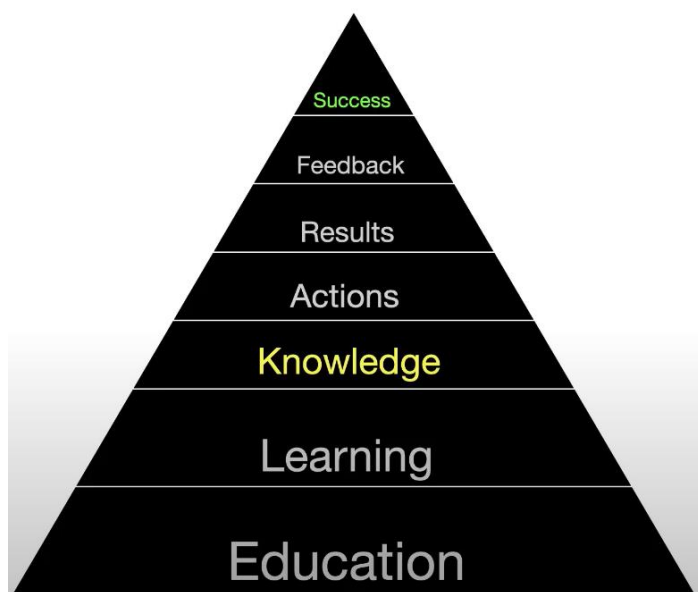 Success
Feedback
Results
Actions
Knowledge
Learning
Education